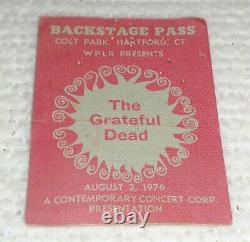 BACKSTAGE PASS
COLT PARK, HARTFORD, CT.
WPLR PRESENTS
The
Grateful
Dead
AUGUST 2, 1976
A CONTEMPORARY CONCERT CORP.
PRESENTATION